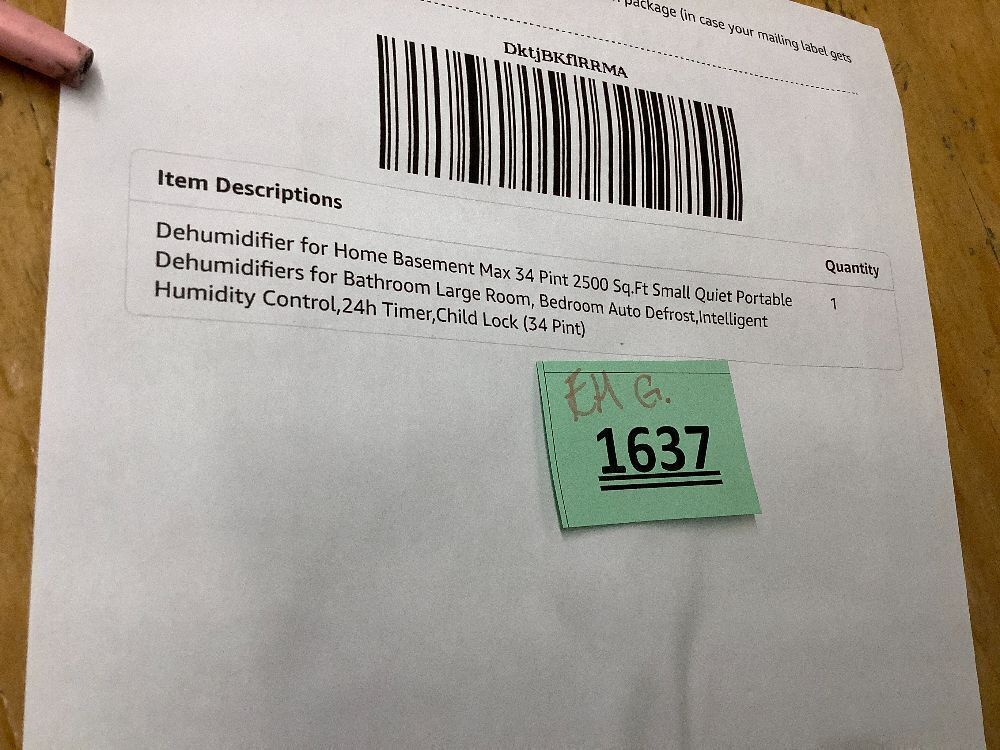 package (in case your mailing label gets
DktjBKflRRMA
Item Descriptions
Quantity
Dehumidifier for Home Basement Max 34 Pint 2500 Sq.Ft Small Quiet Portable
1
Dehumidifiers for Bathroom Large Room, Bedroom Auto Defrost,Intelligent
Humidity Control,24h Timer,Child Lock (34 Pint)
EH G.
1637